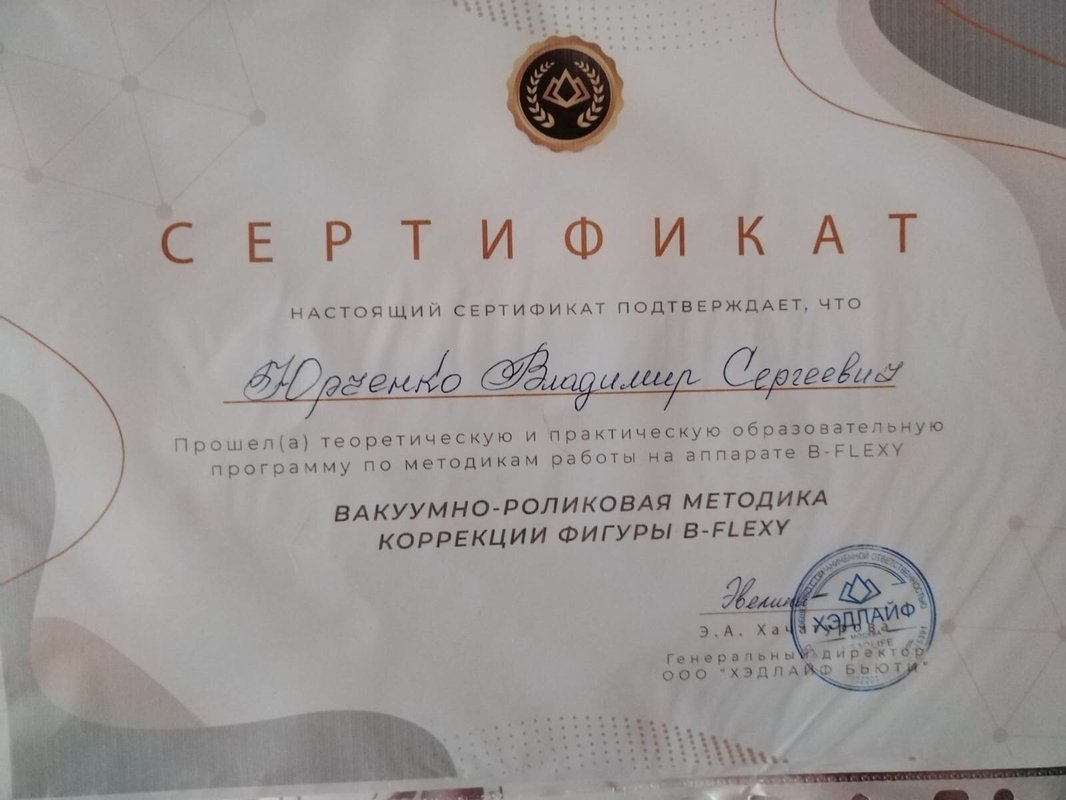 СЕРТИФИКАТ
НАСТОЯЩИЙ СЕРТИФИКАТ ПОДТВЕРЖДАЕТ, ЧТО
Юрченко Владимир Сергеевич
Прошел(а) теоретическую и практическую образовательную
программу по методикам работы на аппарате B-FLEXY
ВАКУУМНО-РОЛИКОВАЯ МЕТОДИКА
КОРРЕКЦИИ ФИГУРЫ B-FLEXY
Э.А.
Генеральный директор
ООО "ХЭДЛАЙФ БЬЮТИ"
ХЭДЛАЙФ
МОСКВА